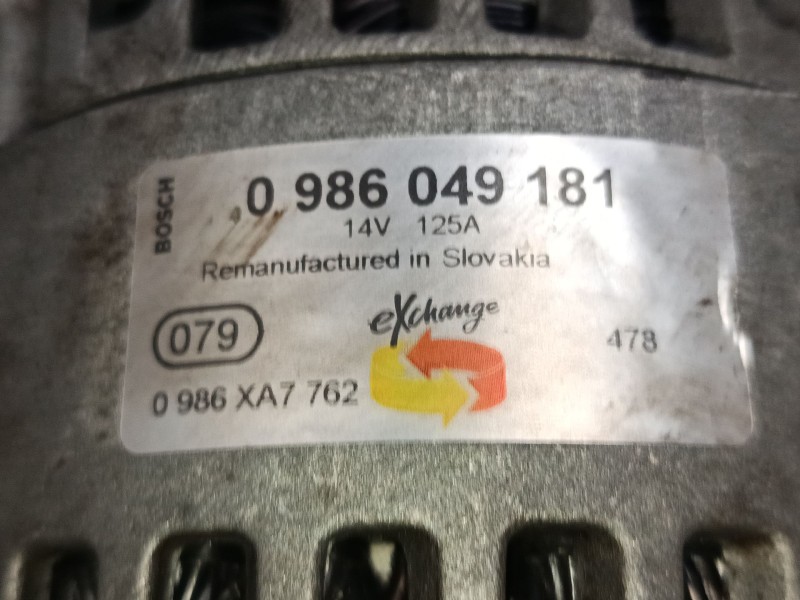 BOSCH
0 986 049 181
14V 125A
Remanufactured in Slovakia
eXchange
079
478
0 986 XA7 762